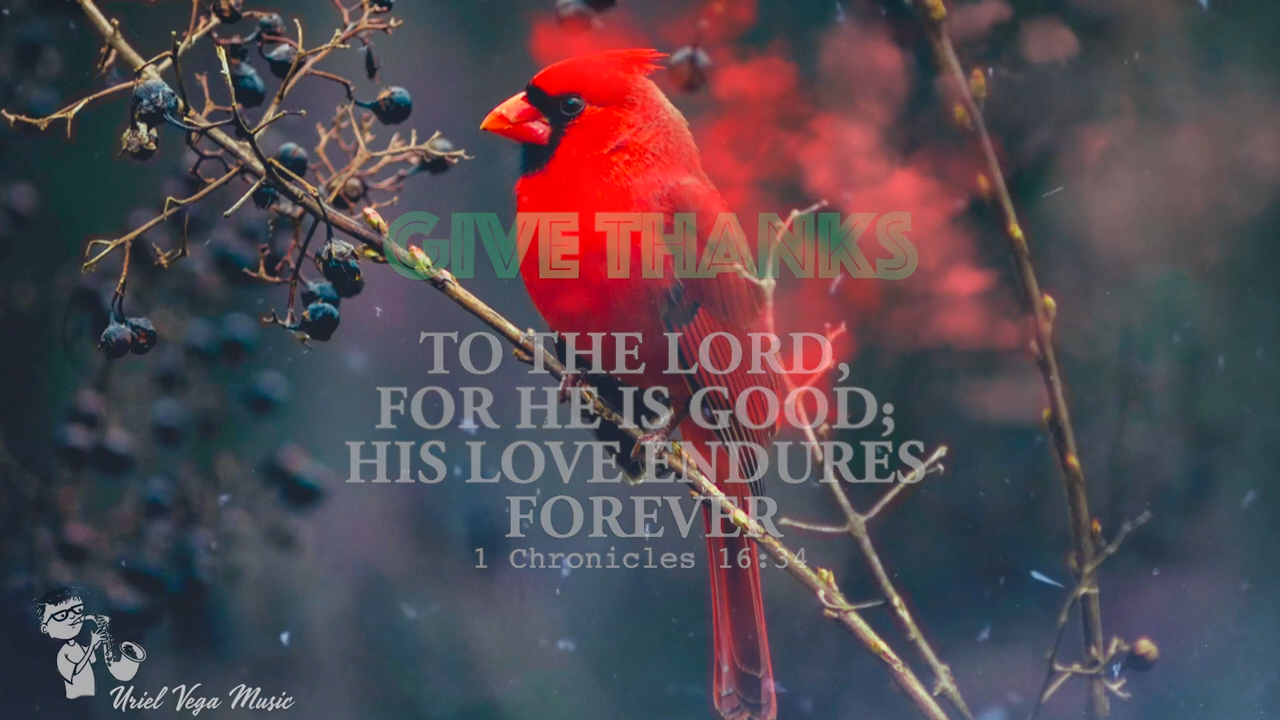 GIVE THANKS
TO THE LORD,
FOR HE IS GOOD;
HIS LOVE ENDURES
FOREVER
1 Chronicles 16:34
Uriel Vega Music